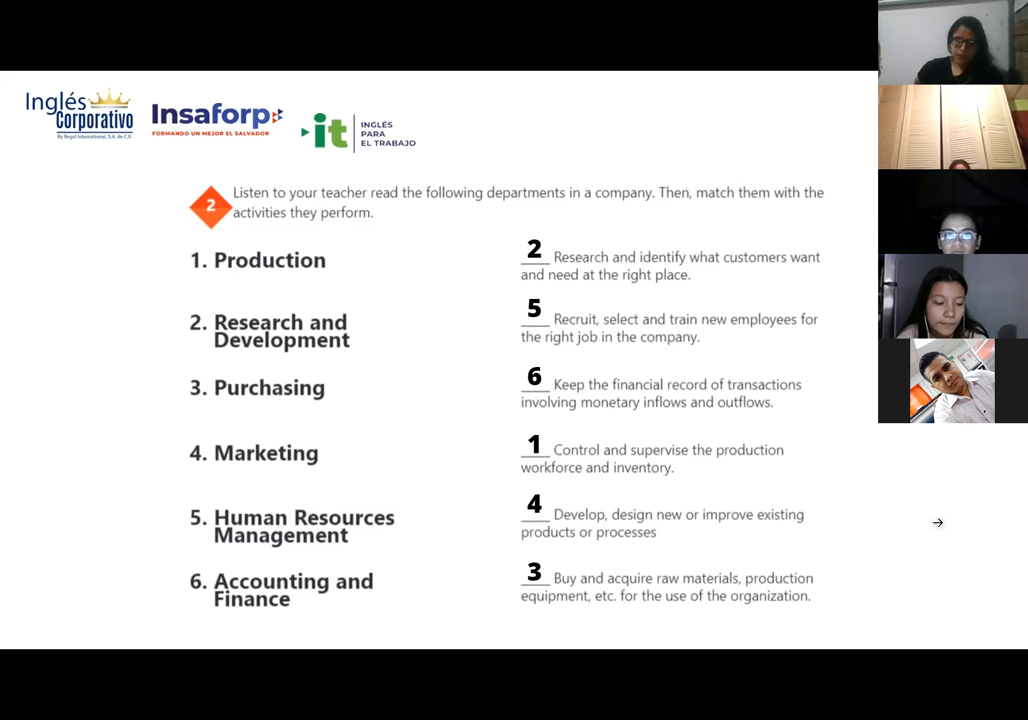 Inglés
Corporativo
By Regal International, S.A. de C.V.
Insaforp
FORMANDO UN MEJOR EL SALVADOR
it
INGLÉS
PARA
EL TRABAJO
2
Listen to your teacher read the following departments in a company. Then, match them with the
activities they perform.
1. Production
2 Research and identify what customers want
and need at the right place.
2. Research and
Development
5 Recruit, select and train new employees for
the right job in the company.
3. Purchasing
6 Keep the financial record of transactions
involving monetary inflows and outflows.
4. Marketing
1 Control and supervise the production
workforce and inventory.
5. Human Resources
Management
4 Develop, design new or improve existing
products or processes
6. Accounting and
Finance
3 Buy and acquire raw materials, production
equipment, etc. for the use of the organization.